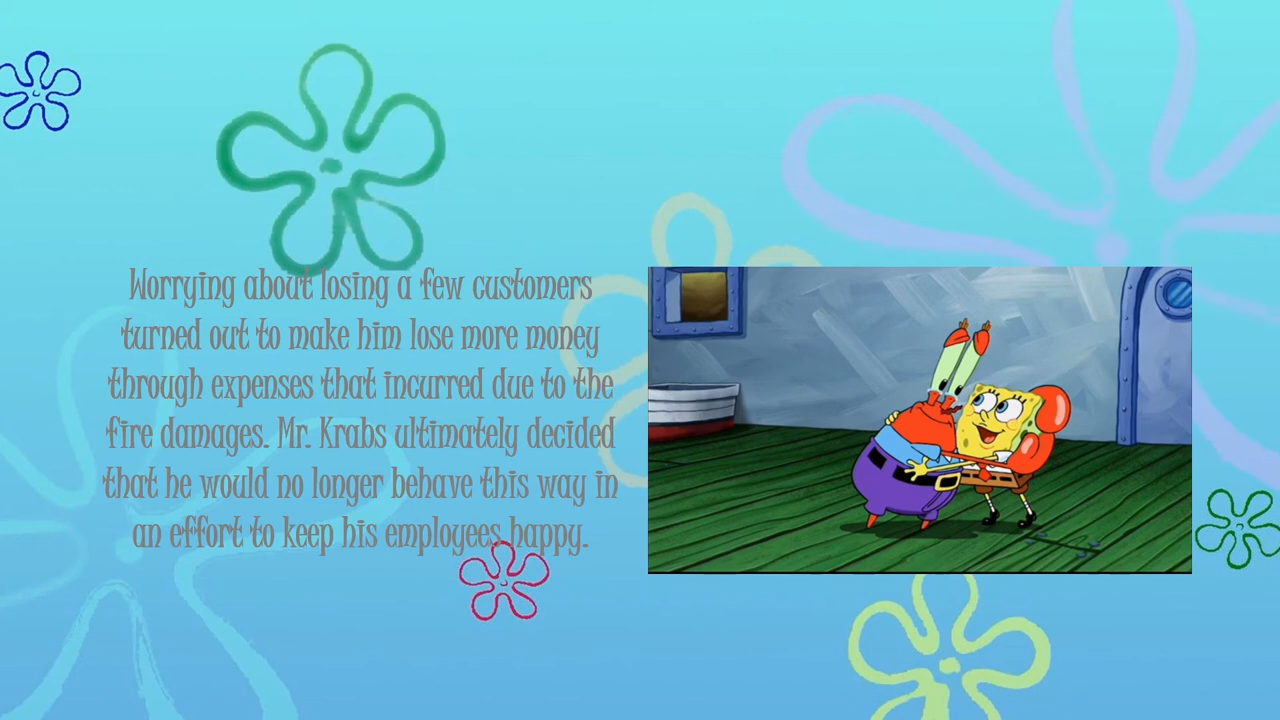 Worrying about losing a few customers
turned out to make him lose more money
through expenses that incurred due to the
fire damages. Mr. Krabs ultimately decided
that he would no longer behave this way in
an effort to keep his employees happy.